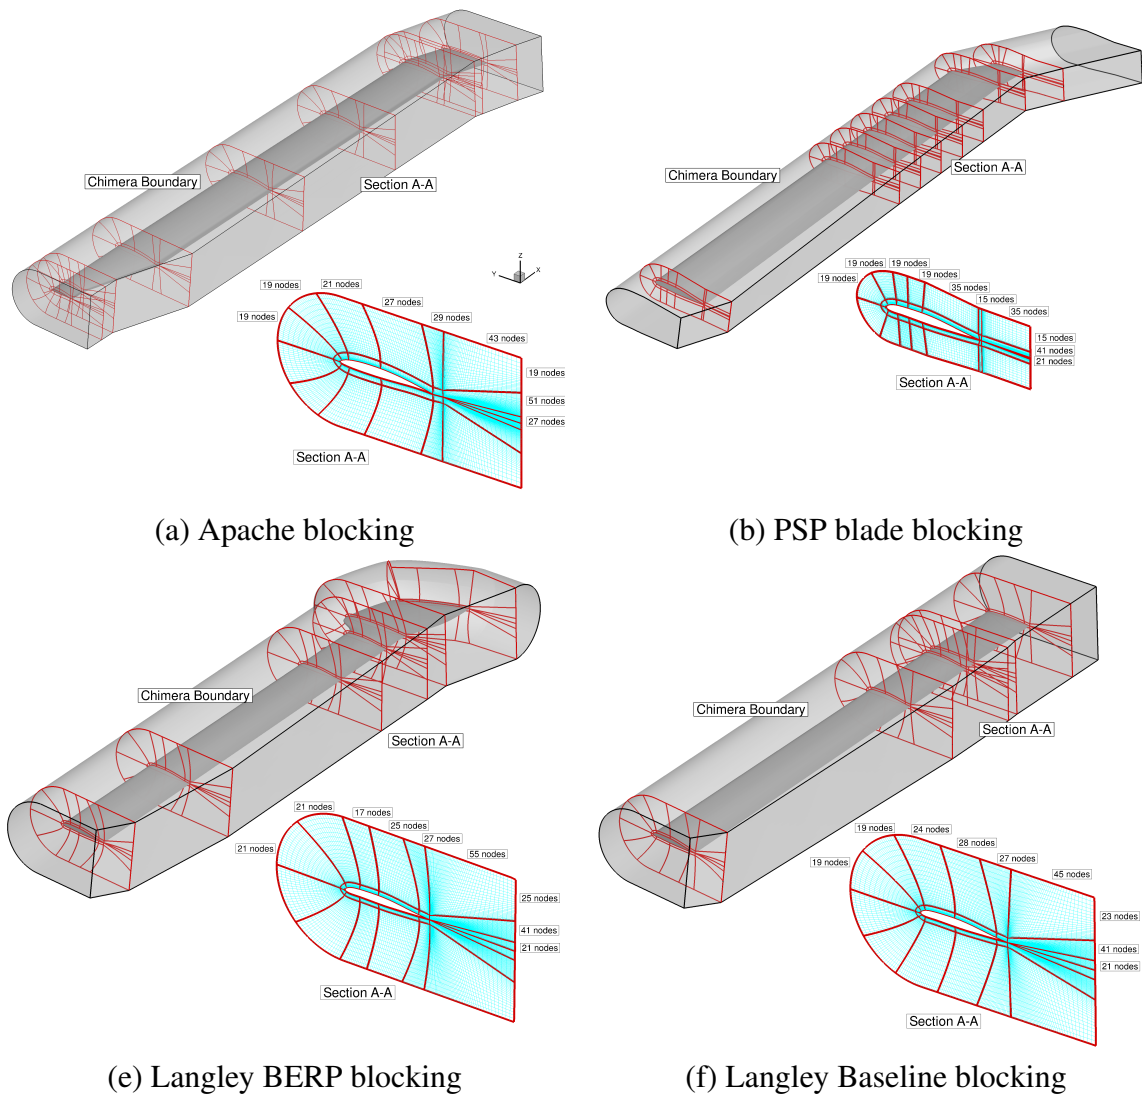 Chimera Boundary
Section A-A
Z
Y
X
19 nodes
21 nodes
27 nodes
29 nodes
43 nodes
19 nodes
19 nodes
51 nodes
27 nodes
Section A-A
(a) Apache blocking
Chimera Boundary
Section A-A
19 nodes
19 nodes
19 nodes
19 nodes
35 nodes
15 nodes
35 nodes
15 nodes
41 nodes
21 nodes
Section A-A
(b) PSP blade blocking
Chimera Boundary
Section A-A
21 nodes
17 nodes
25 nodes
27 nodes
55 nodes
21 nodes
25 nodes
41 nodes
21 nodes
Section A-A
(e) Langley BERP blocking
Chimera Boundary
Section A-A
19 nodes
24 nodes
28 nodes
27 nodes
45 nodes
19 nodes
23 nodes
41 nodes
21 nodes
Section A-A
(f) Langley Baseline blocking